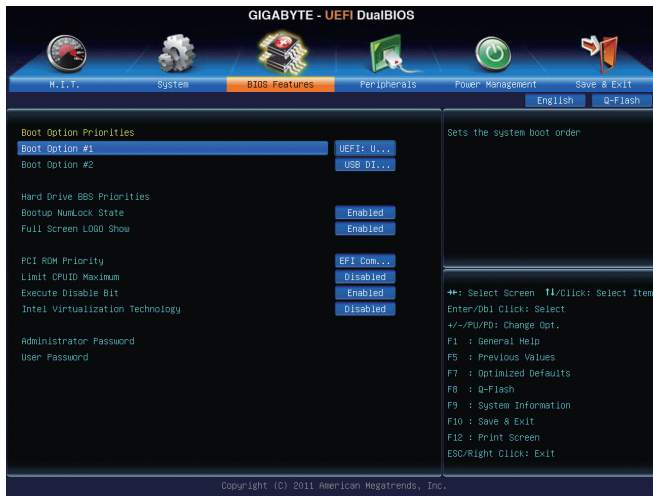 GIGABYTE - UEFI DualBIOS
M.I.T. System BIOS Features Peripherals Power Management Save & Exit
English Q-Flash
Boot Option Priorities
Boot Option #1 UEFI: U...
Boot Option #2 USB DI...
Hard Drive BBS Priorities
Bootup NumLock State Enabled
Full Screen LOGO Show Enabled
PCI ROM Priority EFI Com...
Limit CPUID Maximum Disabled
Execute Disable Bit Enabled
Intel Virtualization Technology Disabled
Administrator Password
User Password
Sets the system boot order
→←: Select Screen ↑↓/Click: Select Item
Enter/Dbl Click: Select
+/-/PU/PD: Change Opt.
F1 : General Help
F5 : Previous Values
F7 : Optimized Defaults
F8 : Q-Flash
F9 : System Information
F10 : Save & Exit
F12 : Print Screen
ESC/Right Click: Exit
Copyright (C) 2011 American Megatrends, Inc.